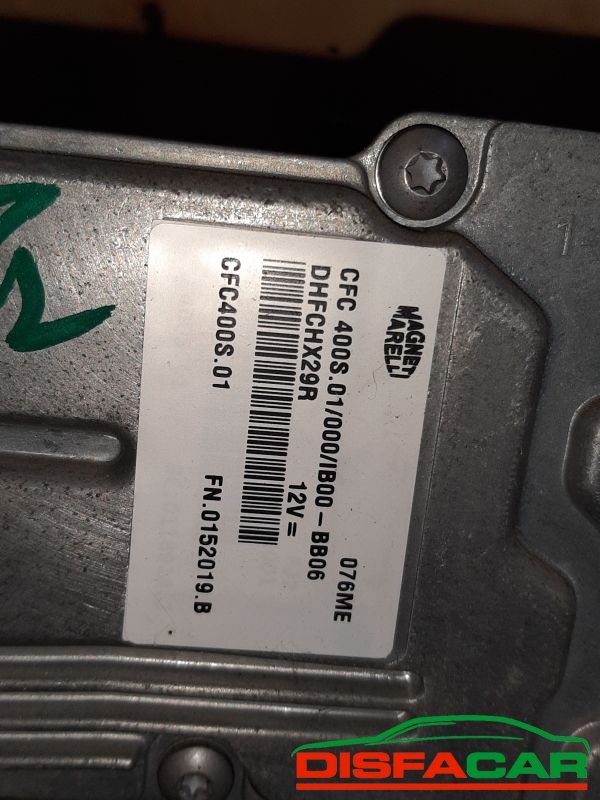 MAGNETI
MARELLI
CFC 400S.01/000/IB00-BB06 076ME
DHFCHX29R 12V=
CFC400S.01 FN.0152019.B
DISFACAR